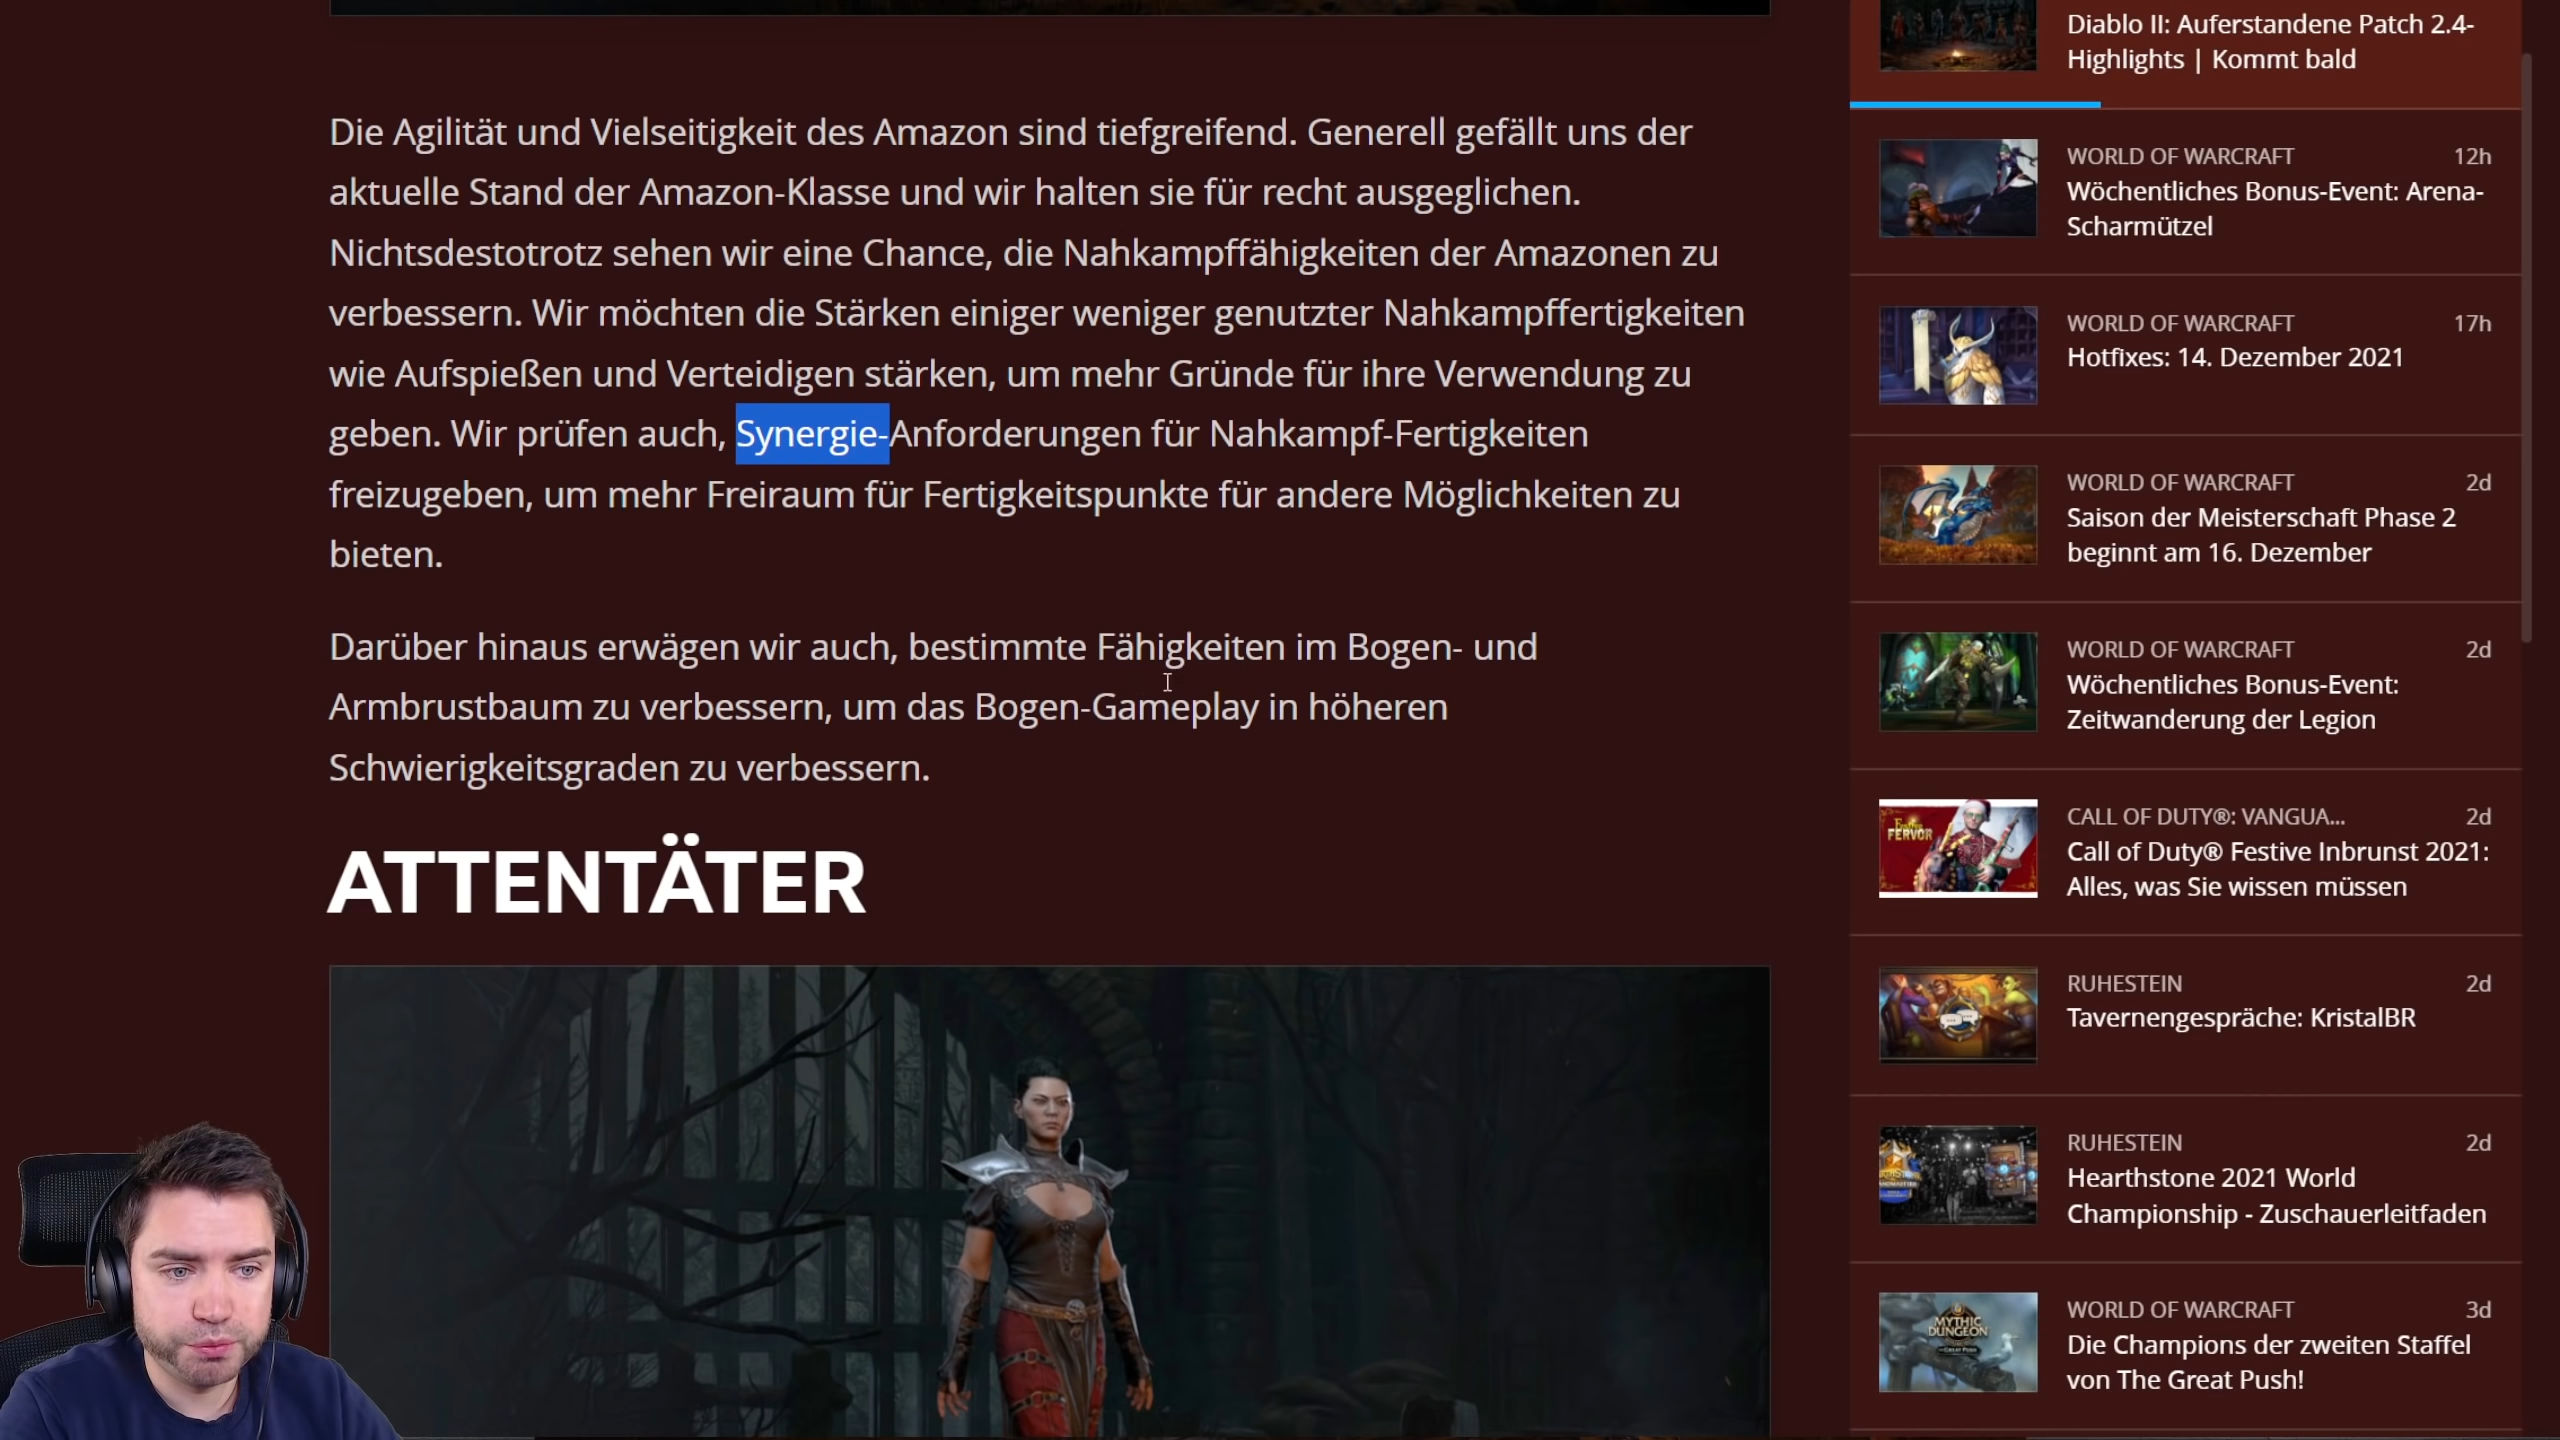 Die Agilität und Vielseitigkeit des Amazon sind tiefgreifend. Generell gefällt uns der
aktuelle Stand der Amazon-Klasse und wir halten sie für recht ausgeglichen.
Nichtsdestotrotz sehen wir eine Chance, die Nahkampffähigkeiten der Amazonen zu
verbessern. Wir möchten die Stärken einiger weniger genutzter Nahkampffertigkeiten
wie Aufspießen und Verteidigen stärken, um mehr Gründe für ihre Verwendung zu
geben. Wir prüfen auch, Synergie-Anforderungen für Nahkampf-Fertigkeiten
freizugeben, um mehr Freiraum für Fertigkeitspunkte für andere Möglichkeiten zu
bieten.
Darüber hinaus erwägen wir auch, bestimmte Fähigkeiten im Bogen- und
Armbrustbaum zu verbessern, um das Bogen-Gameplay in höheren
Schwierigkeitsgraden zu verbessern.
ATTENTÄTER
Diablo II: Auferstandene Patch 2.4-
Highlights | Kommt bald
WORLD OF WARCRAFT 12h
Wöchentliches Bonus-Event: Arena-
Scharmützel
WORLD OF WARCRAFT 17h
Hotfixes: 14. Dezember 2021
WORLD OF WARCRAFT 2d
Saison der Meisterschaft Phase 2
beginnt am 16. Dezember
WORLD OF WARCRAFT 2d
Wöchentliches Bonus-Event:
Zeitwanderung der Legion
CALL OF DUTY®: VANGUA... 2d
Call of Duty® Festive Inbrunst 2021:
Alles, was Sie wissen müssen
FERVOR
RUHESTEIN 2d
Tavernengespräche: KristalBR
RUHESTEIN 2d
Hearthstone 2021 World
Championship - Zuschauerleitfaden
WORLD OF WARCRAFT 3d
Die Champions der zweiten Staffel
von The Great Push!
MYTHIC
DUNGEON